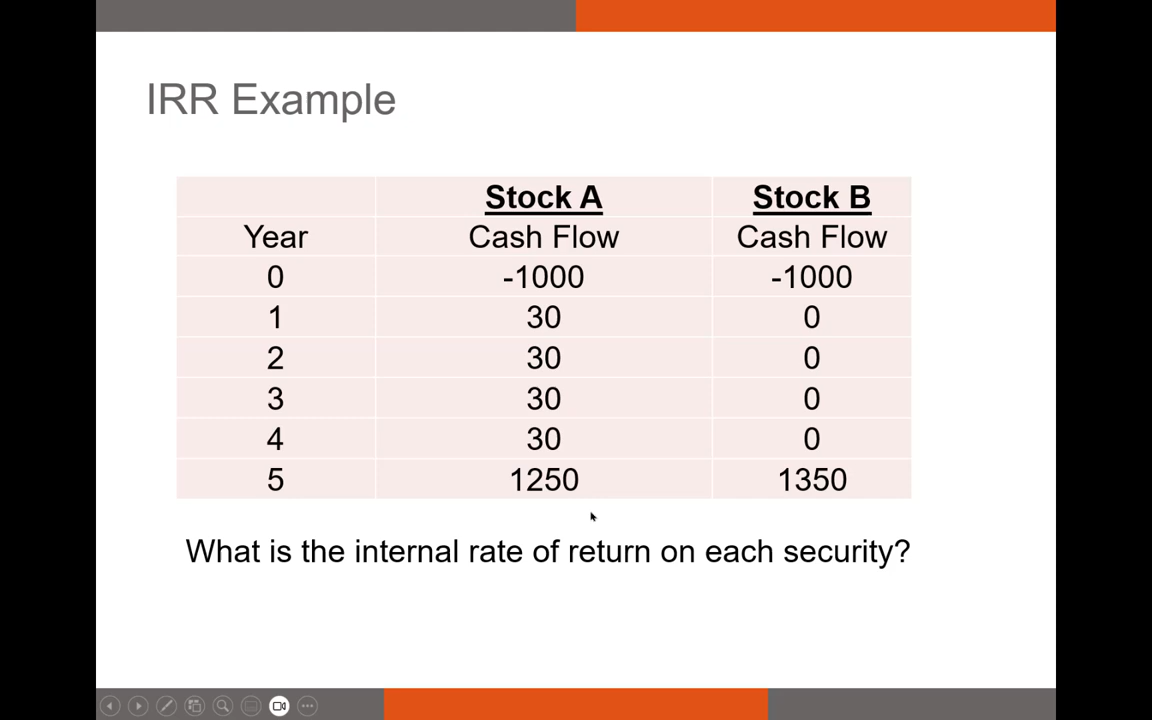 IRR Example
Stock A Stock B
Year Cash Flow Cash Flow
0 -1000 -1000
1 30 0
2 30 0
3 30 0
4 30 0
5 1250 1350
What is the internal rate of return on each security?